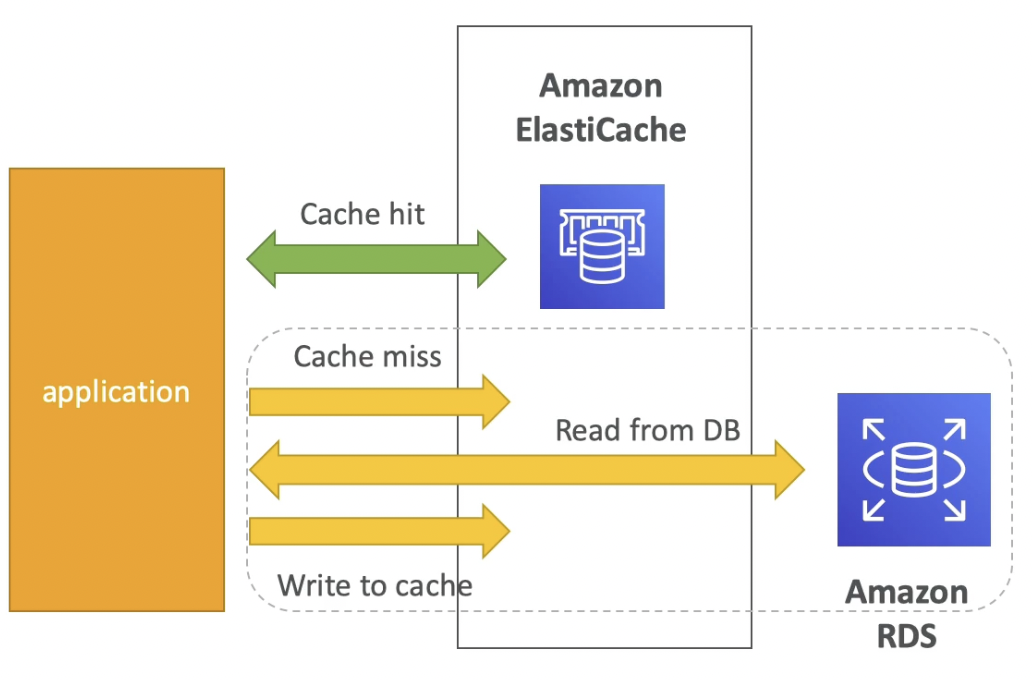 Amazon
ElastiCache
Cache hit
application
Cache miss
Read from DB
Write to cache
Amazon
RDS